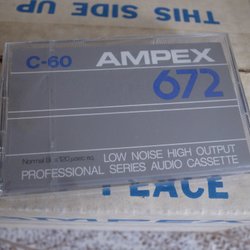 THIS SIDE UP
C-60 AMPEX
672
Normal Bias 120 μsec eq. LOW NOISE HIGH OUTPUT
PROFESSIONAL SERIES AUDIO CASSETTE
PEACE